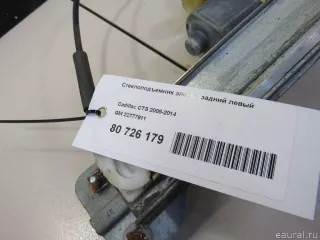 Стеклоподъемник задний левый
Cadillac CTS 2008-2014
GM 22777911
80 726 179
eaural.ru